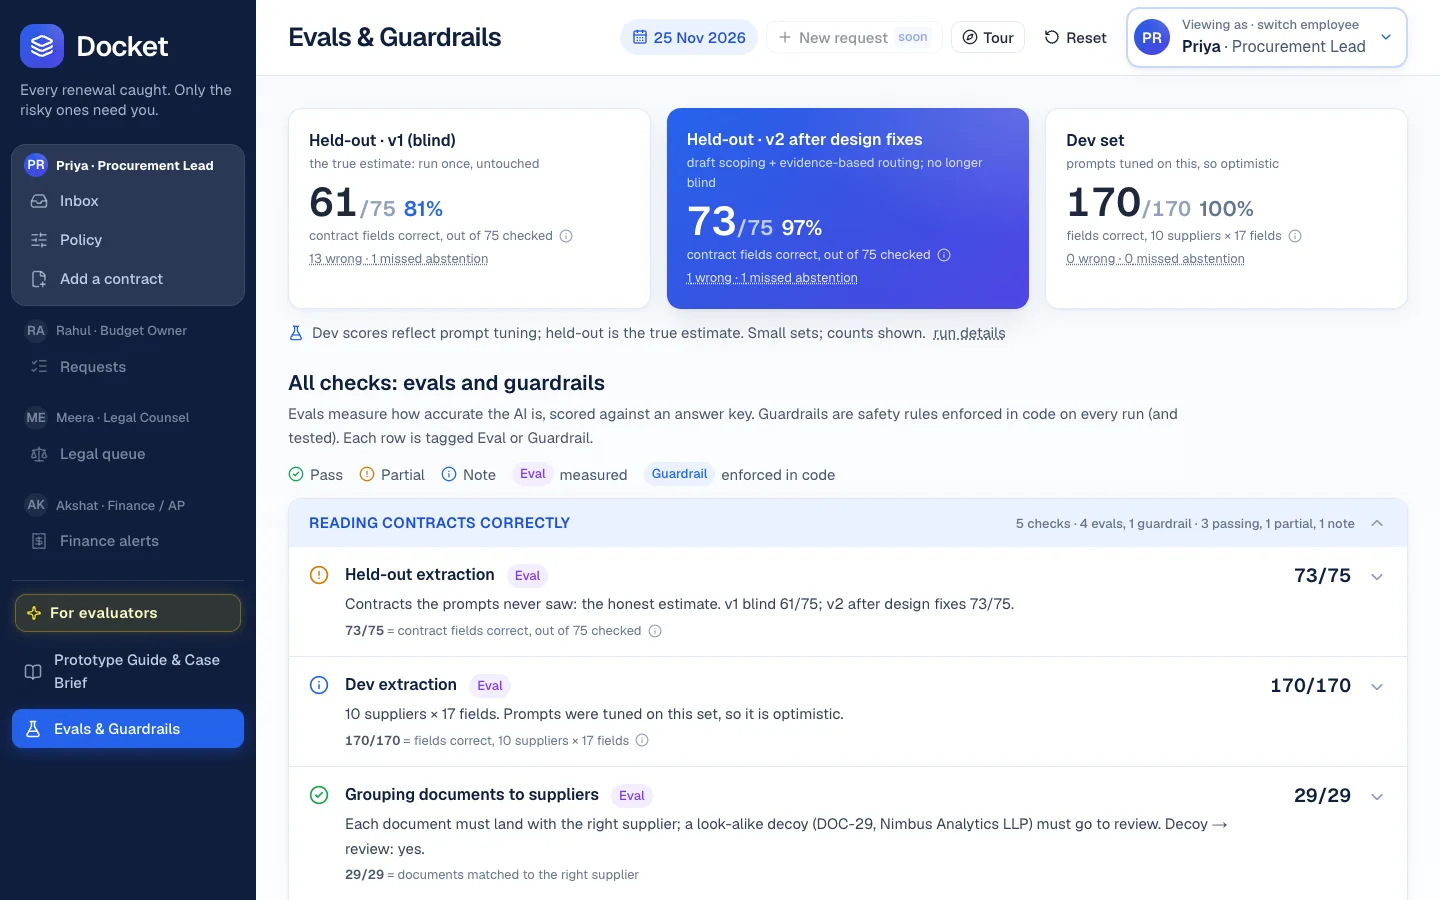 Docket
Every renewal caught. Only the
risky ones need you.
PR Priya · Procurement Lead
Inbox
Policy
Add a contract
RA Rahul · Budget Owner
Requests
ME Meera · Legal Counsel
Legal queue
AK Akshat · Finance / AP
Finance alerts
For evaluators
Prototype Guide & Case
Brief
Evals & Guardrails
Evals & Guardrails
25 Nov 2026
New request soon
Tour
Reset
PR
Viewing as · switch employee
Priya · Procurement Lead
Held-out · v1 (blind)
the true estimate: run once, untouched
61/75 81%
contract fields correct, out of 75 checked
13 wrong · 1 missed abstention
Held-out · v2 after design fixes
draft scoping + evidence-based routing; no longer
blind
73/75 97%
contract fields correct, out of 75 checked
1 wrong · 1 missed abstention
Dev set
prompts tuned on this, so optimistic
170/170 100%
fields correct, 10 suppliers × 17 fields
0 wrong · 0 missed abstention
Dev scores reflect prompt tuning; held-out is the true estimate. Small sets; counts shown. run details
All checks: evals and guardrails
Evals measure how accurate the AI is, scored against an answer key. Guardrails are safety rules enforced in code on every run (and
tested). Each row is tagged Eval or Guardrail.
Pass Partial Note Eval measured Guardrail enforced in code
READING CONTRACTS CORRECTLY
5 checks · 4 evals, 1 guardrail · 3 passing, 1 partial, 1 note
Held-out extraction Eval
73/75
Contracts the prompts never saw: the honest estimate. v1 blind 61/75; v2 after design fixes 73/75.
73/75 = contract fields correct, out of 75 checked
Dev extraction Eval
170/170
10 suppliers × 17 fields. Prompts were tuned on this set, so it is optimistic.
170/170 = fields correct, 10 suppliers × 17 fields
Grouping documents to suppliers Eval
29/29
Each document must land with the right supplier; a look-alike decoy (DOC-29, Nimbus Analytics LLP) must go to review. Decoy →
review: yes.
29/29 = documents matched to the right supplier